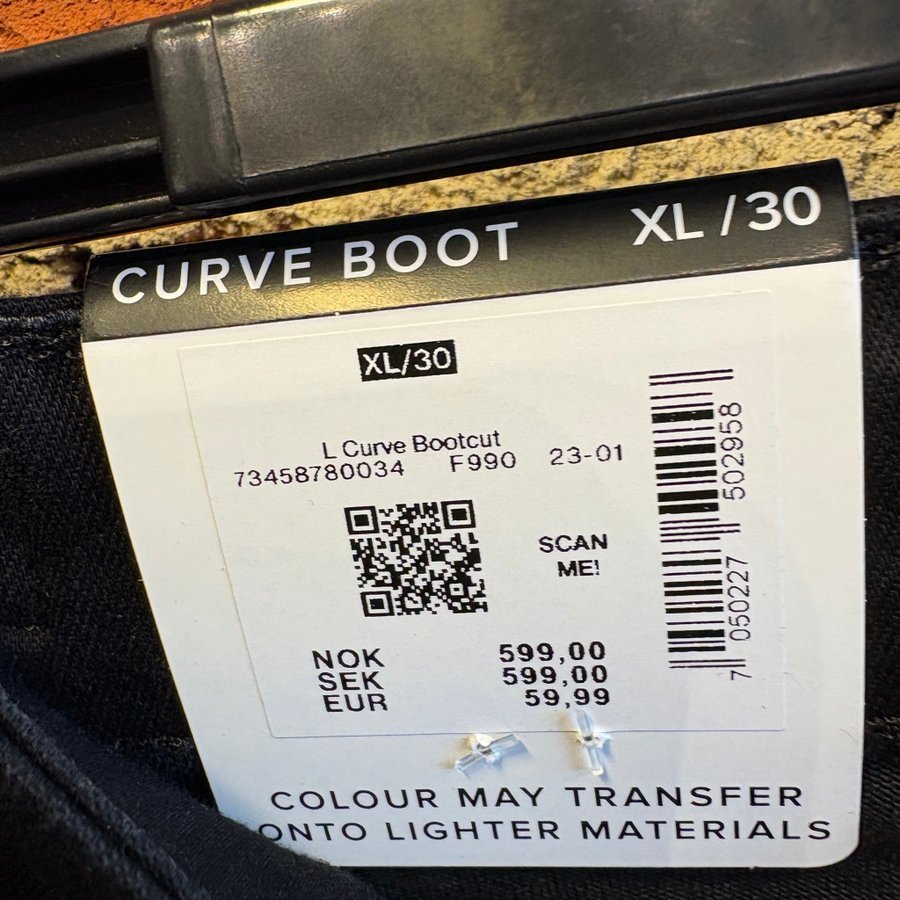 CURVE BOOT XL / 30
XL/30
L Curve Bootcut
73458780034 F990 23-01
SCAN
ME!
NOK 599,00
SEK 599,00
EUR 59,99
7 050227 502958
COLOUR MAY TRANSFER
ONTO LIGHTER MATERIALS